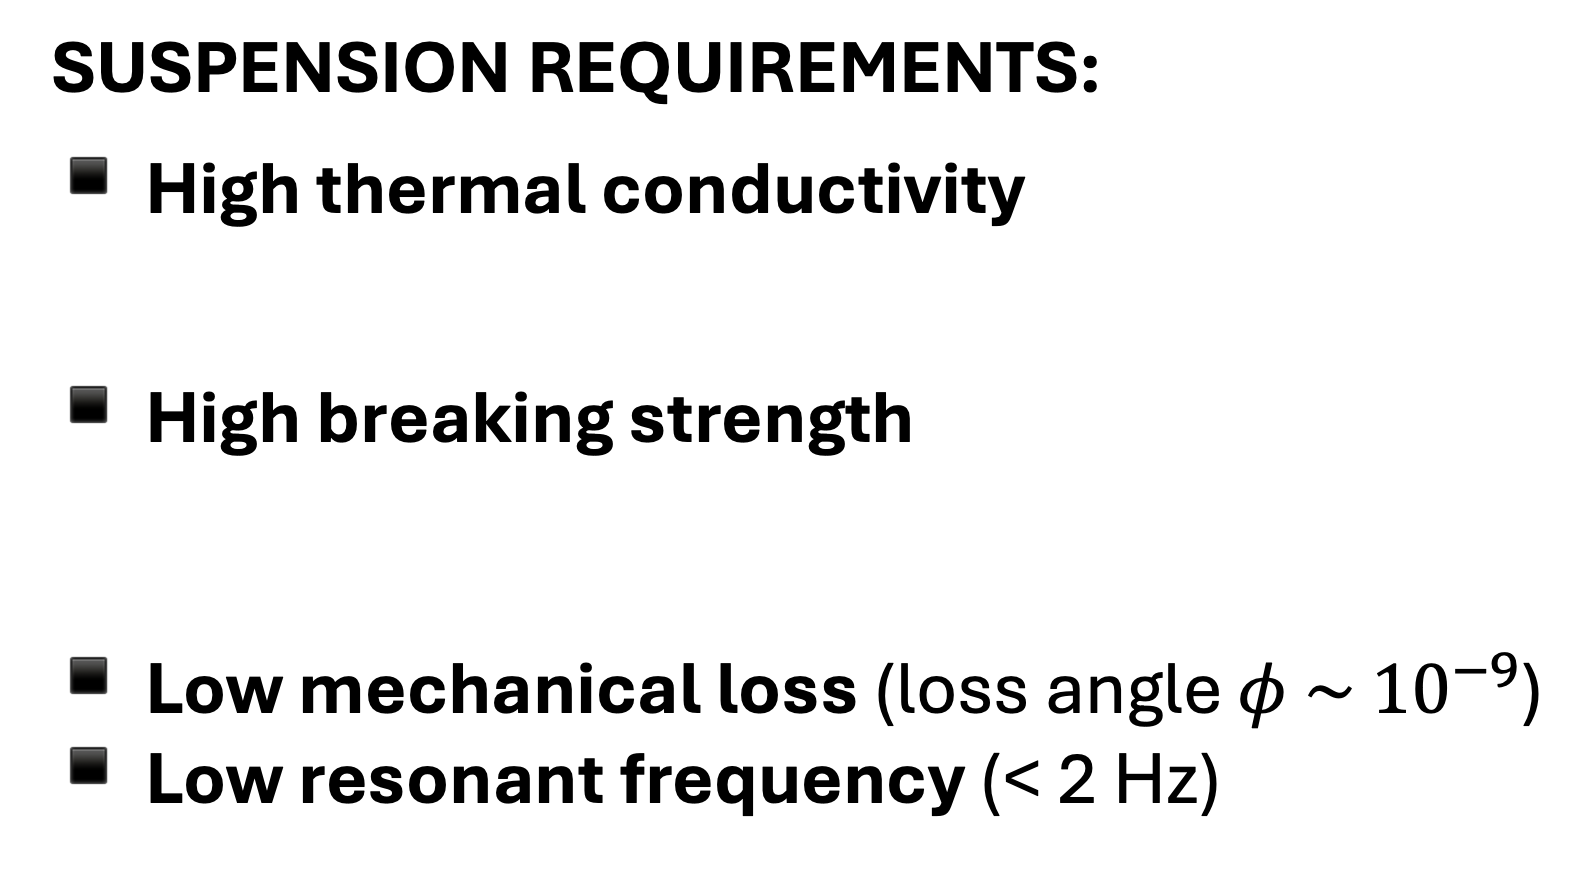 SUSPENSION REQUIREMENTS:
▪ High thermal conductivity
▪ High breaking strength
▪ Low mechanical loss (loss angle ϕ ~ 10⁻⁹)
▪ Low resonant frequency (< 2 Hz)